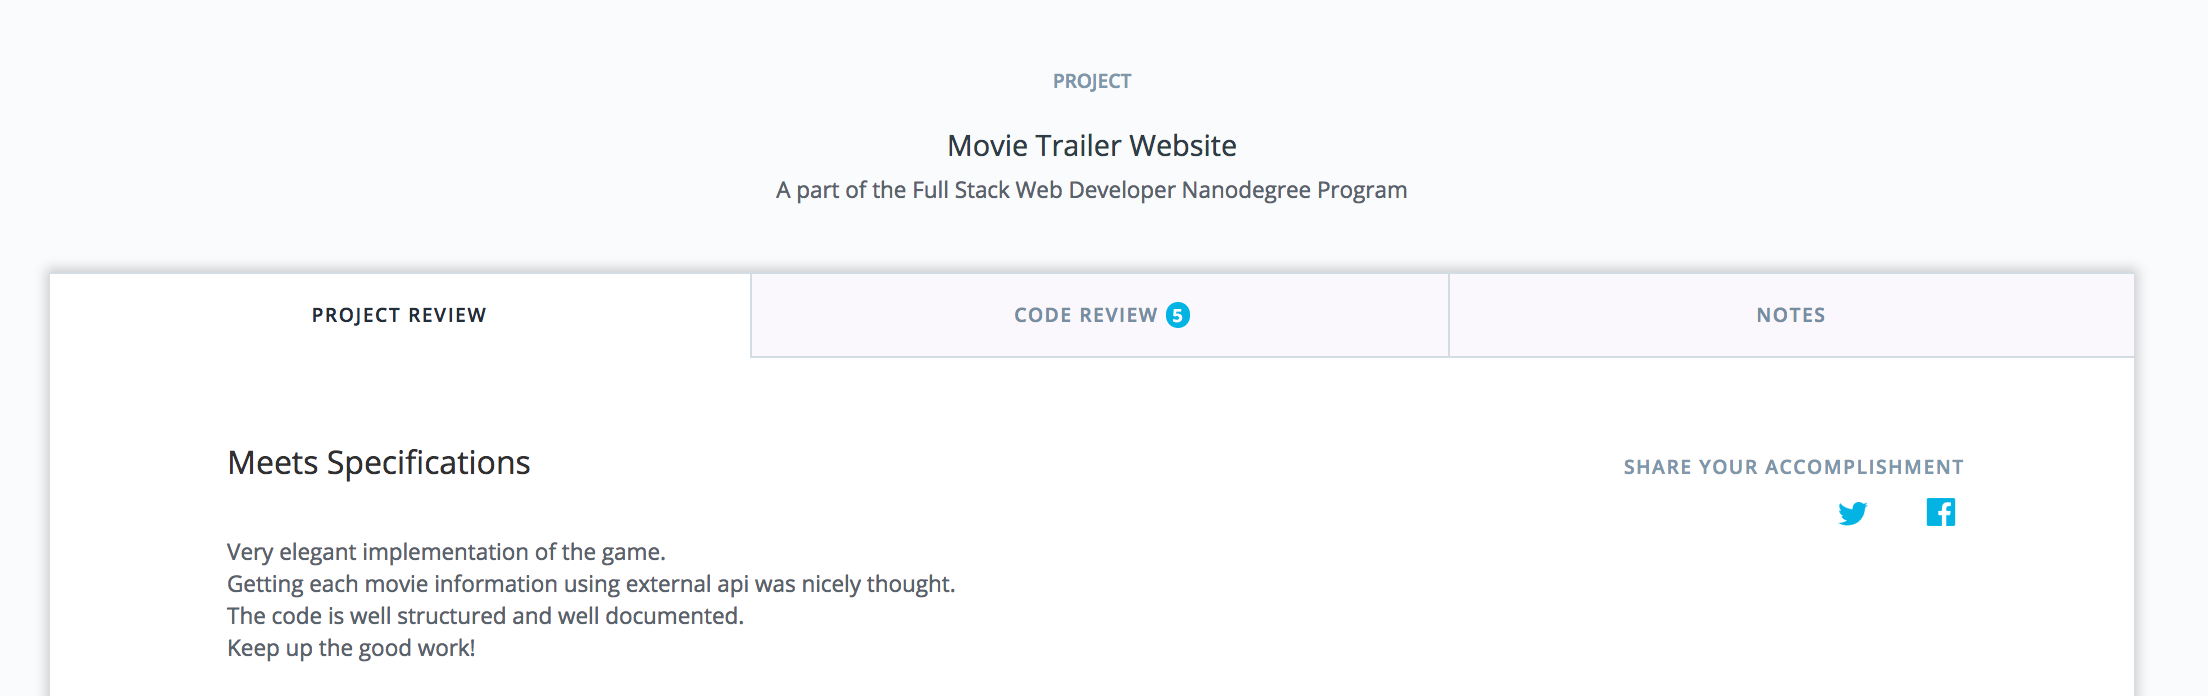 PROJECT
Movie Trailer Website
A part of the Full Stack Web Developer Nanodegree Program
PROJECT REVIEW
CODE REVIEW 5
NOTES
Meets Specifications
SHARE YOUR ACCOMPLISHMENT
Very elegant implementation of the game.
Getting each movie information using external api was nicely thought.
The code is well structured and well documented.
Keep up the good work!